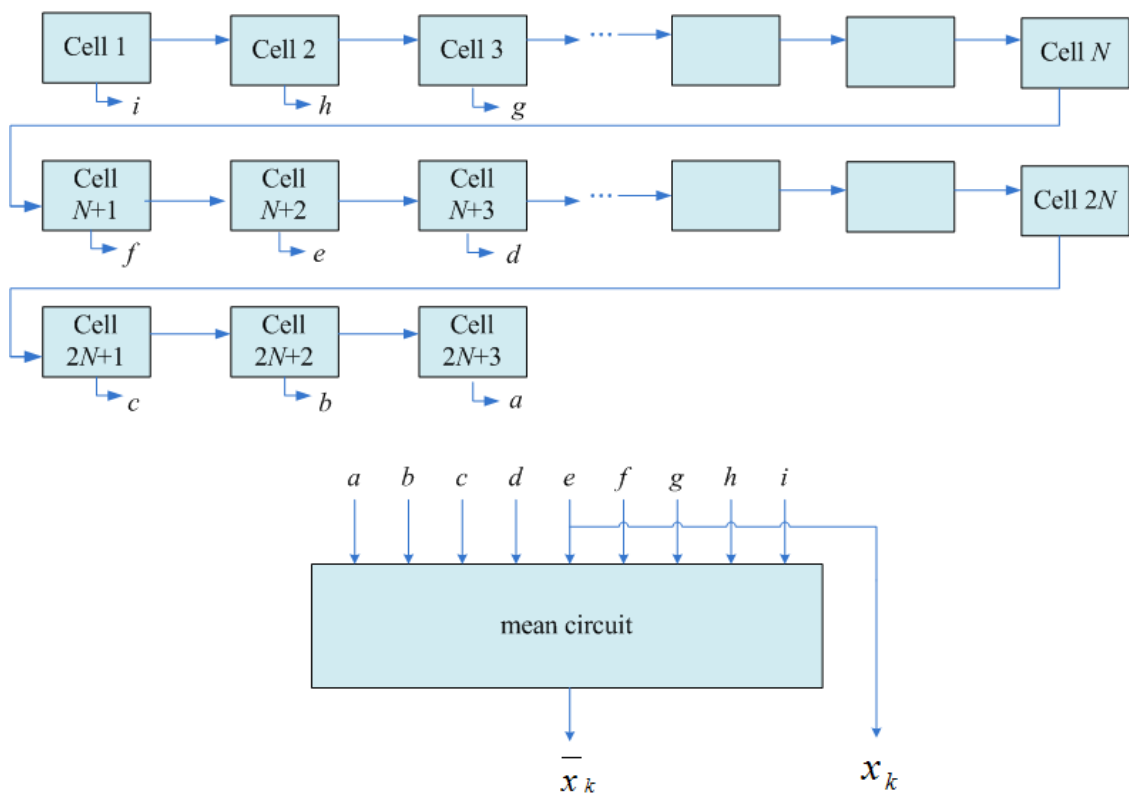 Cell 1 Cell 2 Cell 3 ... Cell N
i h g
Cell N+1 Cell N+2 Cell N+3 ... Cell 2N
f e d
Cell 2N+1 Cell 2N+2 Cell 2N+3
c b a
a b c d e f g h i
mean circuit
x̄ₖ xₖ